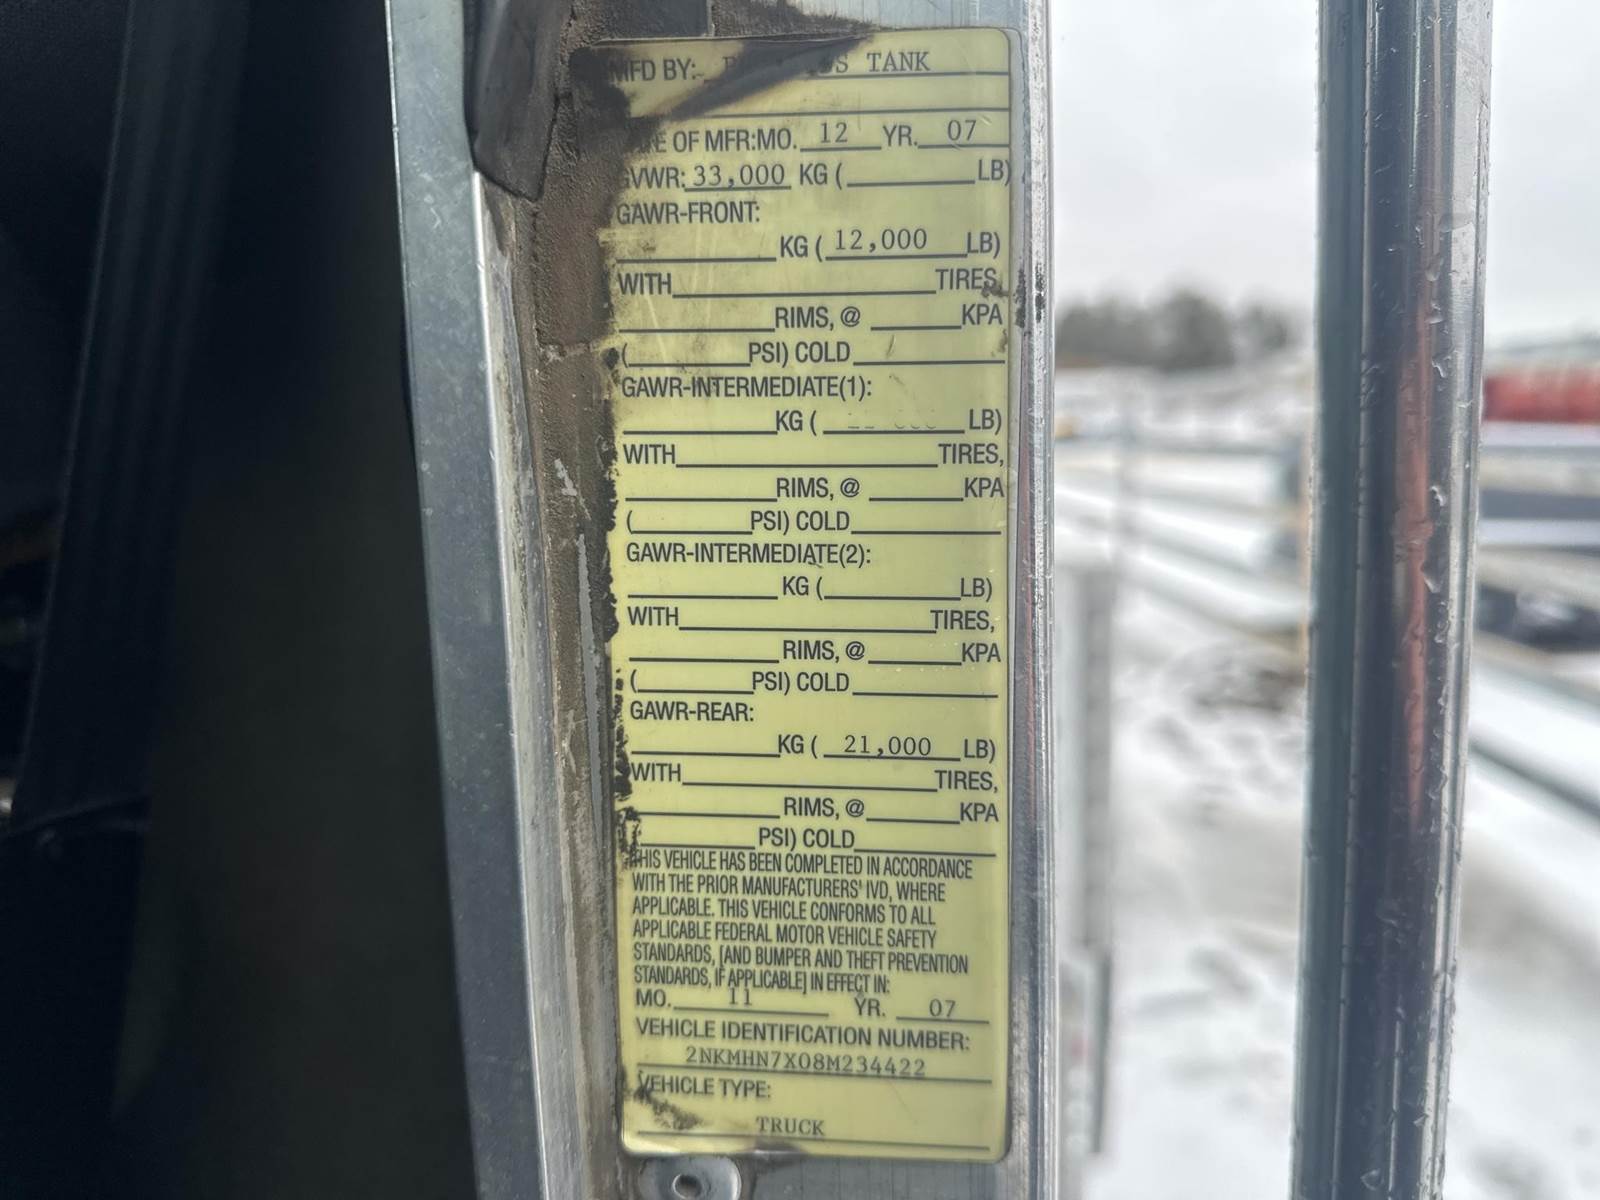 MFD BY: TANK
OF MFR:MO. 12 YR. 07
GVWR: 33,000 KG ( LB)
GAWR-FRONT:
KG ( 12,000 LB)
WITH TIRES,
RIMS, @ KPA
( PSI) COLD
GAWR-INTERMEDIATE(1):
KG ( LB)
WITH TIRES,
RIMS, @ KPA
( PSI) COLD
GAWR-INTERMEDIATE(2):
KG ( LB)
WITH TIRES,
RIMS, @ KPA
( PSI) COLD
GAWR-REAR:
KG ( 21,000 LB)
WITH TIRES,
RIMS, @ KPA
( PSI) COLD
THIS VEHICLE HAS BEEN COMPLETED IN ACCORDANCE
WITH THE PRIOR MANUFACTURERS' IVD, WHERE
APPLICABLE. THIS VEHICLE CONFORMS TO ALL
APPLICABLE FEDERAL MOTOR VEHICLE SAFETY
STANDARDS, [AND BUMPER AND THEFT PREVENTION
STANDARDS, IF APPLICABLE] IN EFFECT IN:
MO. 11 YR. 07
VEHICLE IDENTIFICATION NUMBER:
2NKMHN7X08M234422
VEHICLE TYPE:
TRUCK